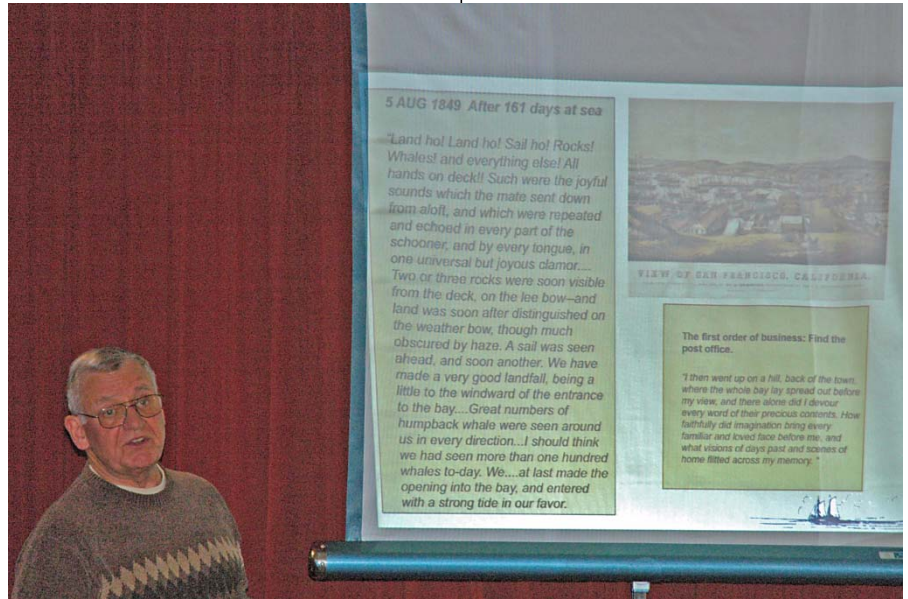 5 AUG 1849 After 161 days at sea
"Land ho! Land ho! Sail ho! Rocks!
Whales! and everything else! All
hands on deck!! Such were the joyful
sounds which the mate sent down
from aloft, and which were repeated
and echoed in every part of the
schooner, and by every tongue, in
one universal but joyous clamor....
Two or three rocks were soon visible
from the deck, on the lee bow–and
land was soon after distinguished on
the weather bow, though much
obscured by haze. A sail was seen
ahead, and soon another. We have
made a very good landfall, being a
little to the windward of the entrance
to the bay....Great numbers of
humpback whale were seen around
us in every direction...I should think
we had seen more than one hundred
whales to-day. We....at last made the
opening into the bay, and entered
with a strong tide in our favor.
VIEW OF SAN FRANCISCO, CALIFORNIA.
The first order of business: Find the
post office.
"I then went up on a hill, back of the town,
where the whole bay lay spread out before
my view, and there alone did I devour
every word of their precious contents. How
faithfully did imagination bring every
familiar and loved face before me, and
what visions of days past and scenes of
home flitted across my memory. "